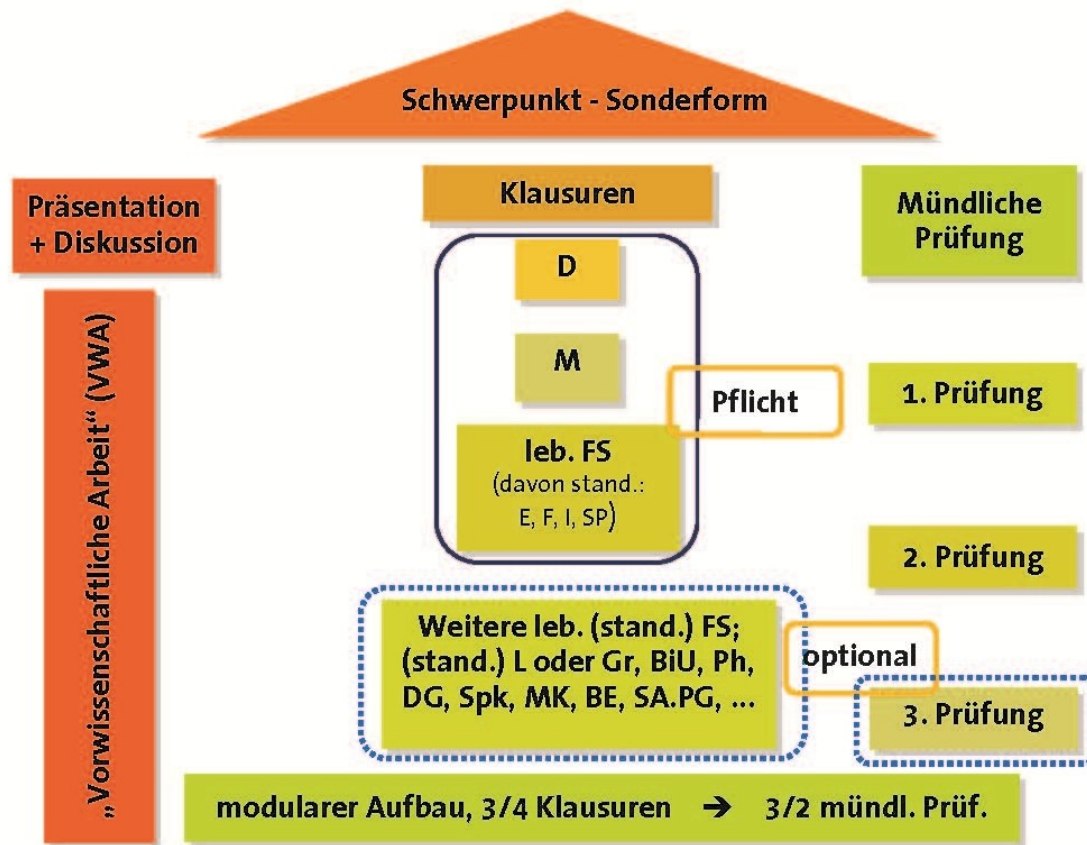 Schwerpunkt - Sonderform
Präsentation
+ Diskussion
„Vorwissenschaftliche Arbeit“ (VWA)
Klausuren
D
M
leb. FS
(davon stand.:
E, F, I, SP)
Pflicht
Weitere leb. (stand.) FS;
(stand.) L oder Gr, BiU, Ph,
DG, Spk, MK, BE, SA.PG, ...
optional
Mündliche
Prüfung
1. Prüfung
2. Prüfung
3. Prüfung
modularer Aufbau, 3/4 Klausuren → 3/2 mündl. Prüf.